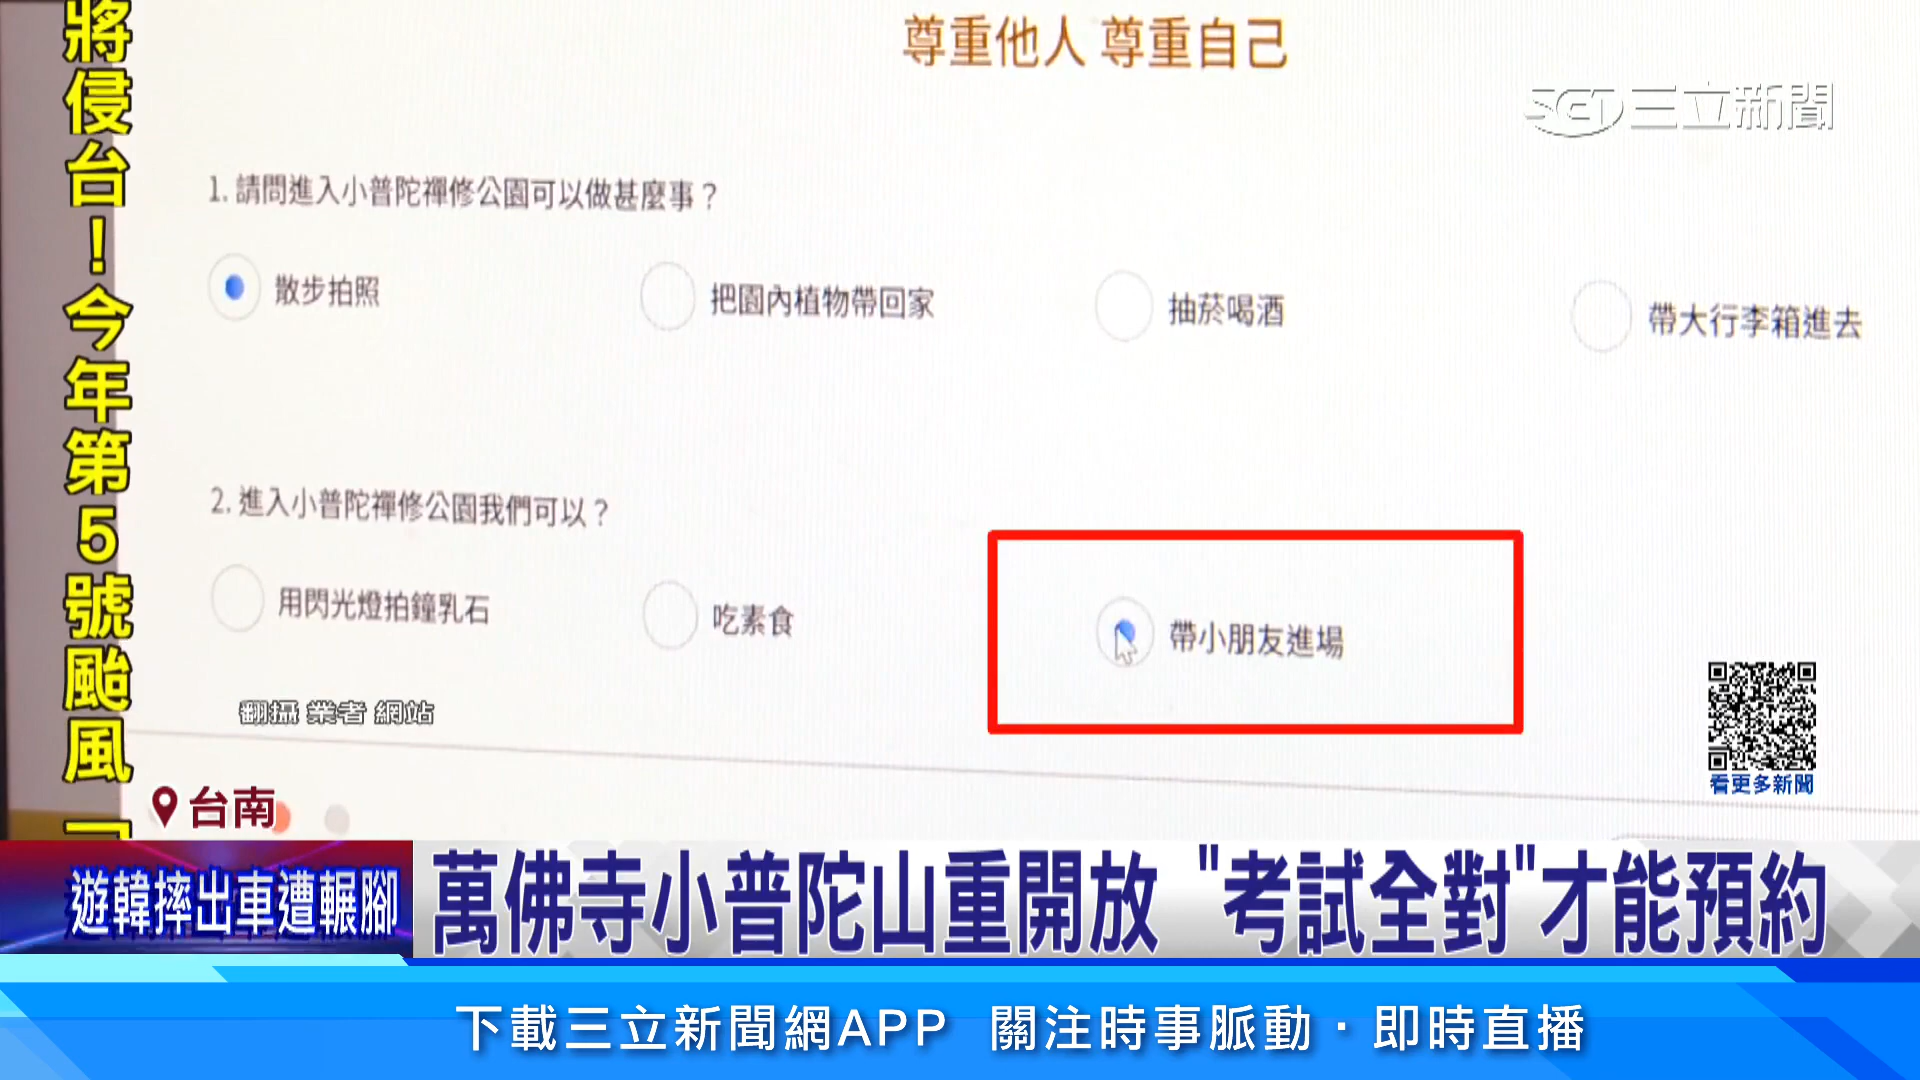 將侵台！今年第5號颱風「
尊重他人 尊重自己
SET三立新聞
1. 請問進入小普陀禪修公園可以做甚麼事？
散步拍照
把園內植物帶回家
抽菸喝酒
帶大行李箱進去
2. 進入小普陀禪修公園我們可以？
用閃光燈拍鐘乳石
吃素食
帶小朋友進場
翻攝 業者 網站
看更多新聞
台南
遊韓摔出車遭輾腳
萬佛寺小普陀山重開放 "考試全對"才能預約
下載三立新聞網APP 關注時事脈動·即時直播